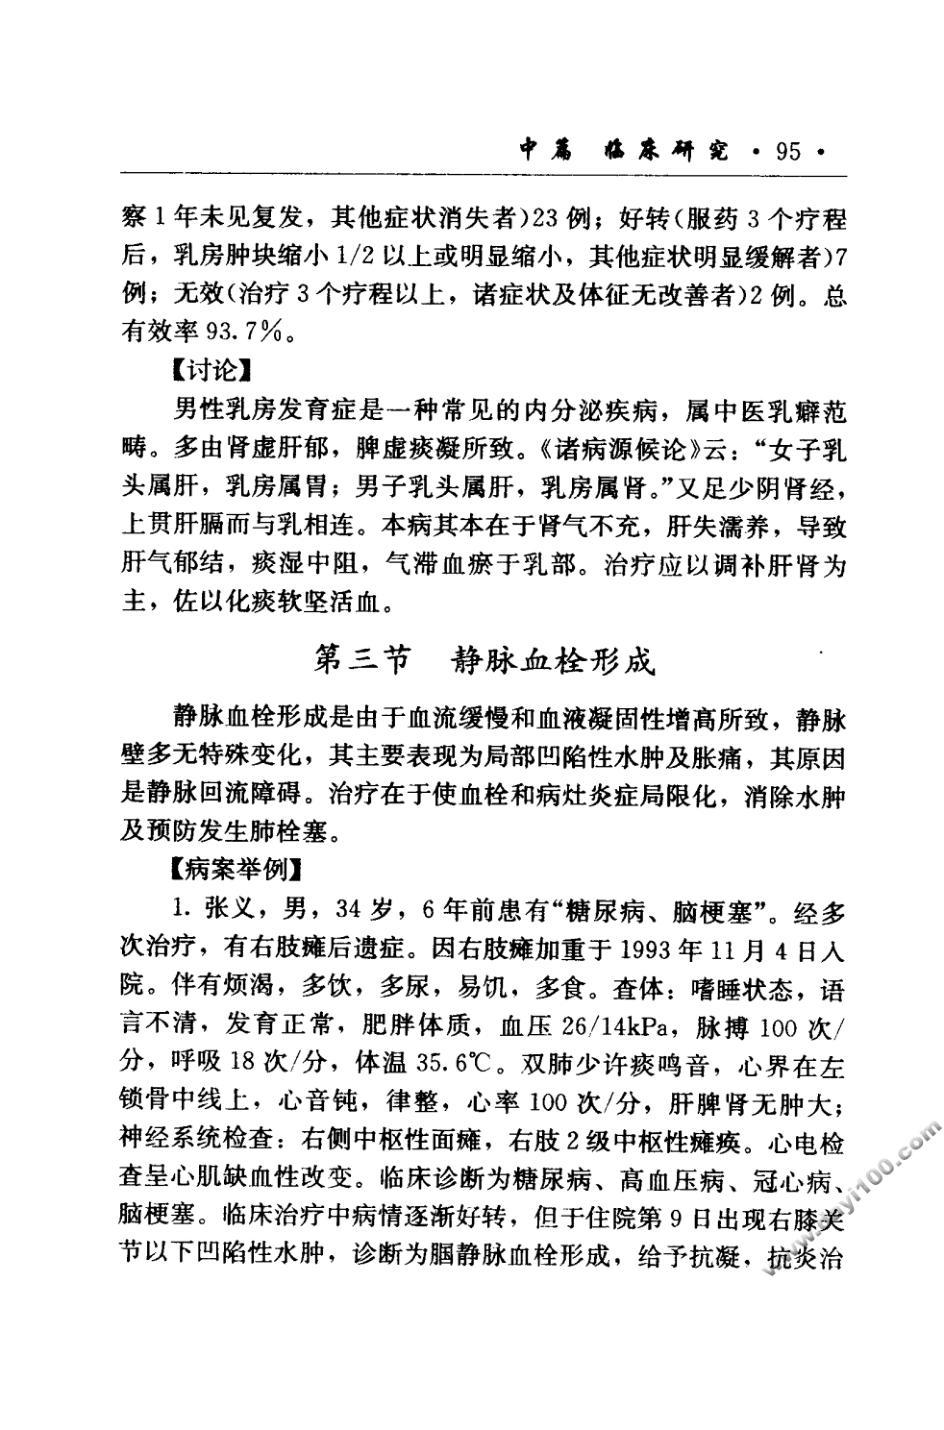 中篇 临床研究 · 95 ·
察1年未见复发，其他症状消失者)23例；好转(服药3个疗程
后，乳房肿块缩小1/2以上或明显缩小，其他症状明显缓解者)7
例；无效(治疗3个疗程以上，诸症状及体征无改善者)2例。总
有效率93.7%。
【讨论】
男性乳房发育症是一种常见的内分泌疾病，属中医乳癖范
畴。多由肾虚肝郁，脾虚痰凝所致。《诸病源候论》云：“女子乳
头属肝，乳房属胃；男子乳头属肝，乳房属肾。”又足少阴肾经，
上贯肝膈而与乳相连。本病其本在于肾气不充，肝失濡养，导致
肝气郁结，痰湿中阻，气滞血瘀于乳部。治疗应以调补肝肾为
主，佐以化痰软坚活血。
第三节 静脉血栓形成
静脉血栓形成是由于血流缓慢和血液凝固性增高所致，静脉
壁多无特殊变化，其主要表现为局部凹陷性水肿及胀痛，其原因
是静脉回流障碍。治疗在于使血栓和病灶炎症局限化，消除水肿
及预防发生肺栓塞。
【病案举例】
1. 张义，男，34岁，6年前患有“糖尿病、脑梗塞”。经多
次治疗，有右肢瘫后遗症。因右肢瘫加重于1993年11月4日入
院。伴有烦渴，多饮，多尿，易饥，多食。查体：嗜睡状态，语
言不清，发育正常，肥胖体质，血压26/14kPa，脉搏100次/
分，呼吸18次/分，体温35.6℃。双肺少许痰鸣音，心界在左
锁骨中线上，心音钝，律整，心率100次/分，肝脾肾无肿大；
神经系统检查：右侧中枢性面瘫，右肢2级中枢性瘫痪。心电检
查呈心肌缺血性改变。临床诊断为糖尿病、高血压病、冠心病、
脑梗塞。临床治疗中病情逐渐好转，但于住院第9日出现右膝关
节以下凹陷性水肿，诊断为腘静脉血栓形成，给予抗凝，抗炎治
www.dayi100.com